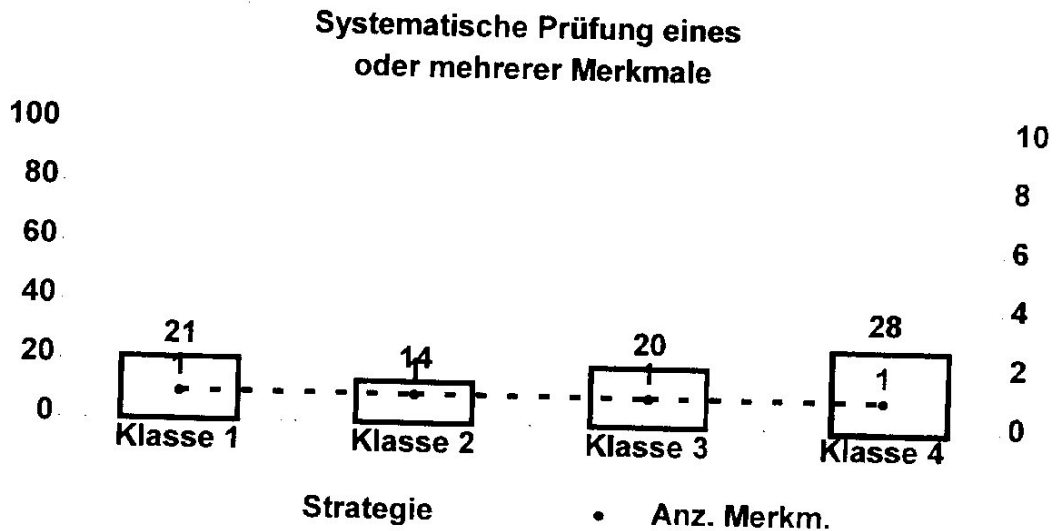 Systematische Prüfung eines
oder mehrerer Merkmale
100
80
60
40
20
0
10
8
6
4
2
0
21
14
20
28
1
1
1
1
Klasse 1
Klasse 2
Klasse 3
Klasse 4
Strategie
Anz. Merkm.